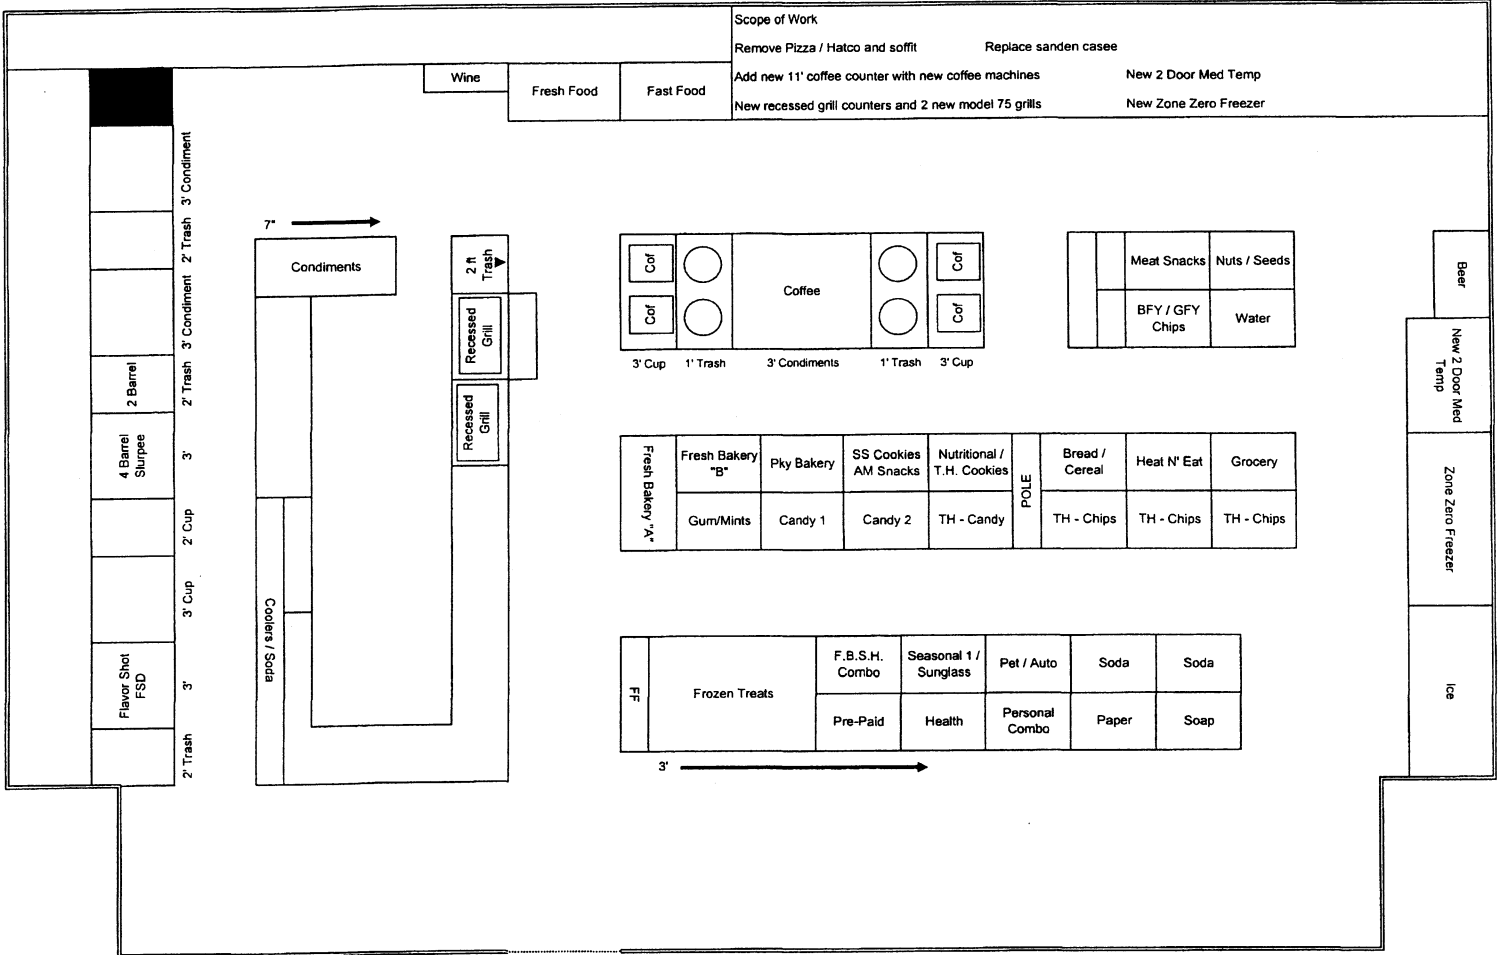 Scope of Work
Remove Pizza / Hatco and soffit
Replace sanden casee
Add new 11' coffee counter with new coffee machines
New 2 Door Med Temp
New recessed grill counters and 2 new model 75 grills
New Zone Zero Freezer
Wine
Fresh Food
Fast Food
3' Condiment
2' Trash
3' Condiment
2' Trash
2 Barrel
3'
4 Barrel
Slurpee
2' Cup
3' Cup
3'
Flavor Shot
FSD
2' Trash
7"
Condiments
2 ft
Trash
Recessed
Grill
Recessed
Grill
Coolers / Soda
Cof
Cof
Coffee
Cof
Cof
3' Cup
1' Trash
3' Condiments
1' Trash
3' Cup
Meat Snacks
Nuts / Seeds
BFY / GFY
Chips
Water
Beer
New 2 Door Med
Temp
Zone Zero Freezer
Ice
Fresh Bakery "A"
Fresh Bakery
"B"
Pky Bakery
SS Cookies
AM Snacks
Nutritional /
T.H. Cookies
POLE
Bread /
Cereal
Heat N' Eat
Grocery
Gum/Mints
Candy 1
Candy 2
TH - Candy
TH - Chips
TH - Chips
TH - Chips
FF
Frozen Treats
F.B.S.H.
Combo
Seasonal 1 /
Sunglass
Pet / Auto
Soda
Soda
Pre-Paid
Health
Personal
Combo
Paper
Soap
3'